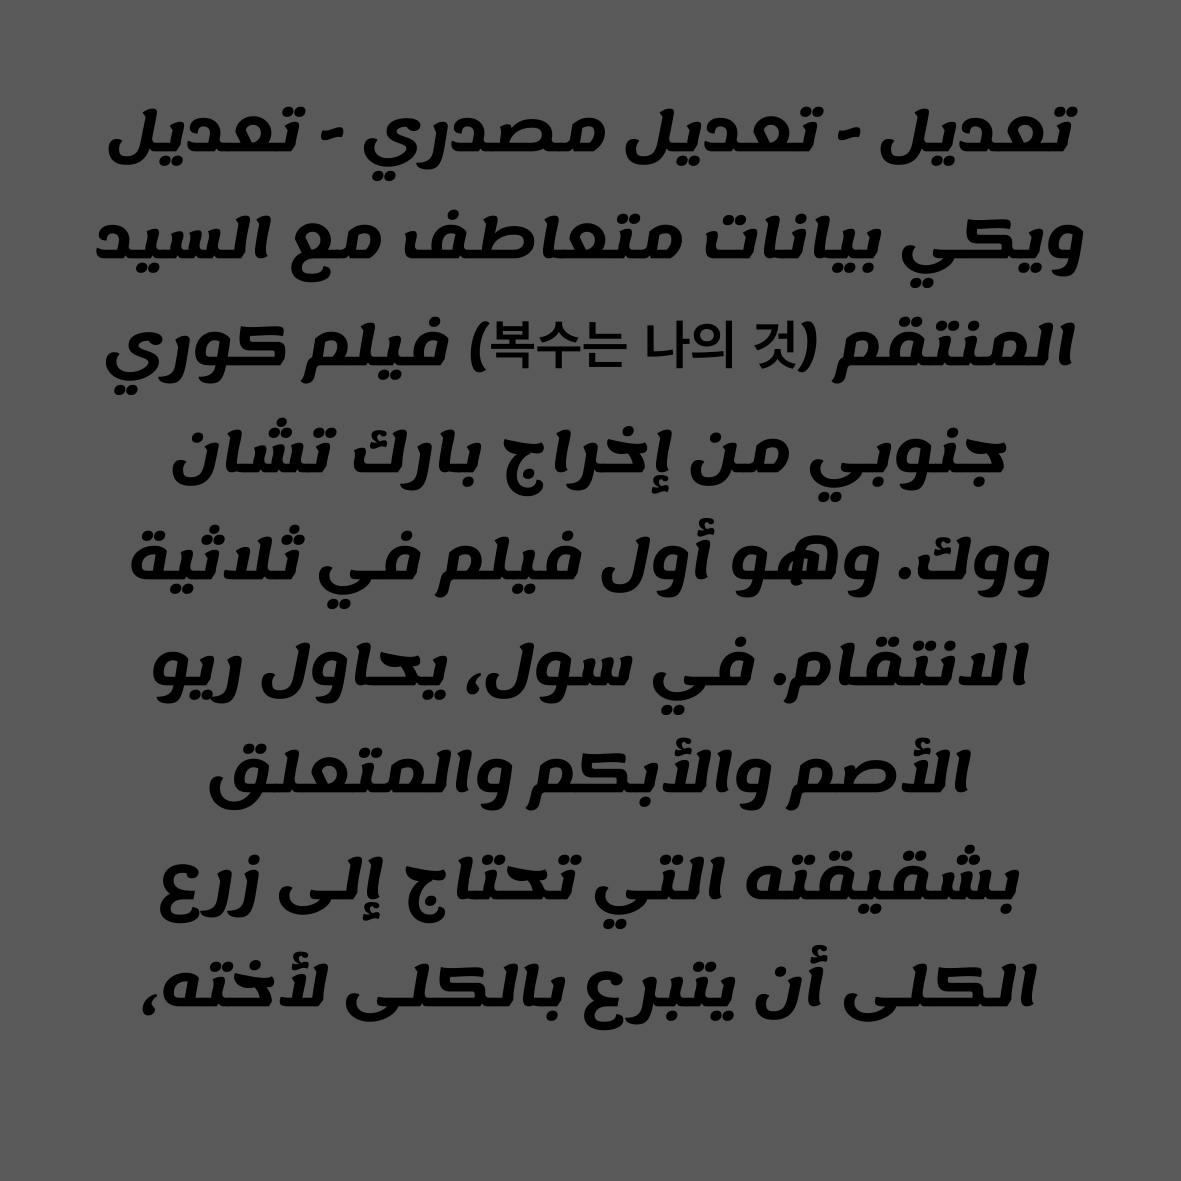 تعديل - تعديل مصدري - تعديل
ويكي بيانات متعاطف مع السيد
المنتقم (복수는 나의 것) فيلم كوري
جنوبي من إخراج بارك تشان
ووك. وهو أول فيلم في ثلاثية
الانتقام. في سول، يحاول ريو
الأصم والأبكم والمتعلق
بشقيقته التي تحتاج إلى زرع
الكلى أن يتبرع بالكلى لأخته،